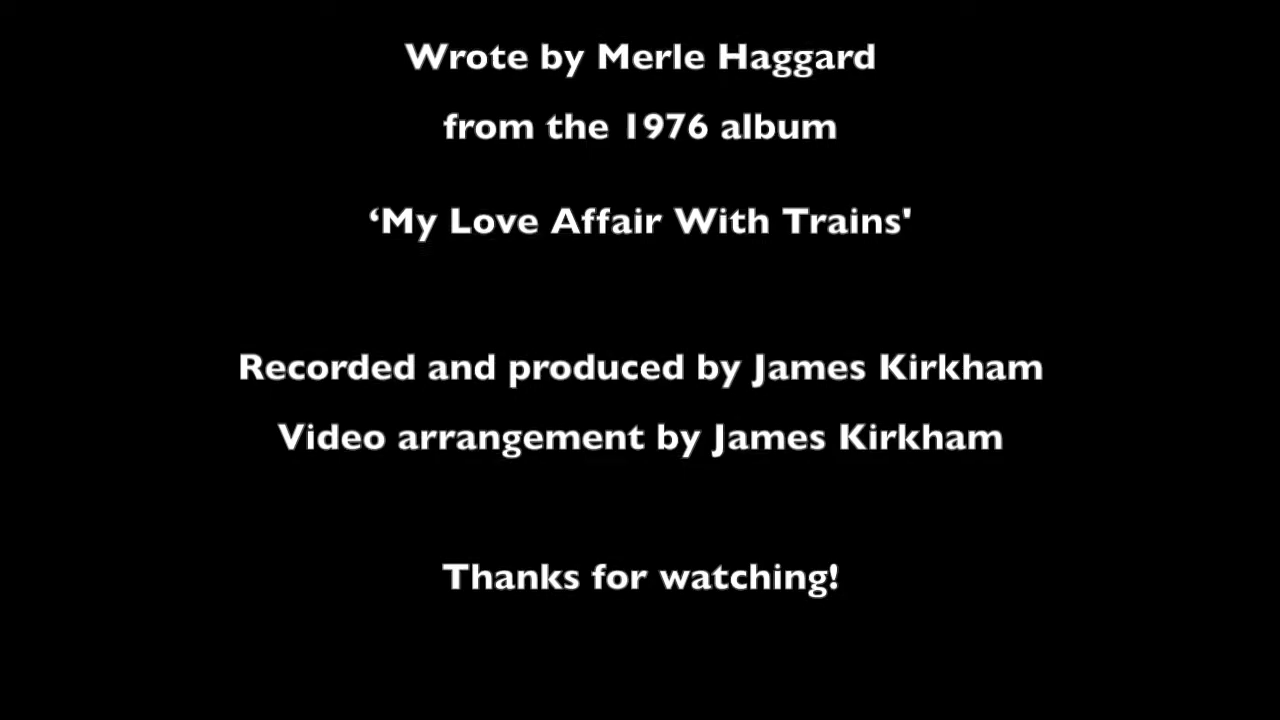 Wrote by Merle Haggard
from the 1976 album
‘My Love Affair With Trains'
Recorded and produced by James Kirkham
Video arrangement by James Kirkham
Thanks for watching!